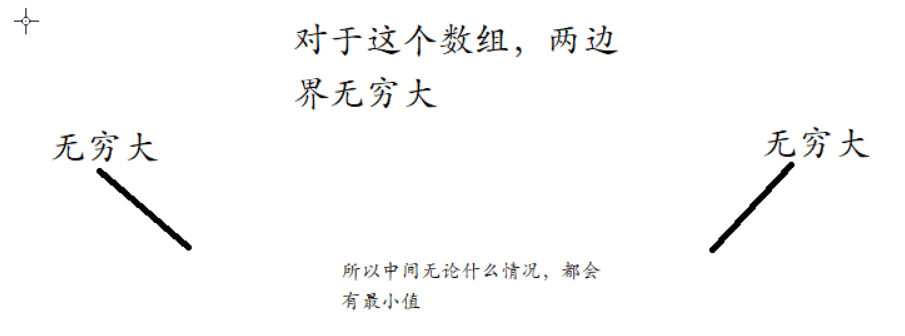 对于这个数组，两边
界无穷大
无穷大
无穷大
所以中间无论什么情况，都会
有最小值